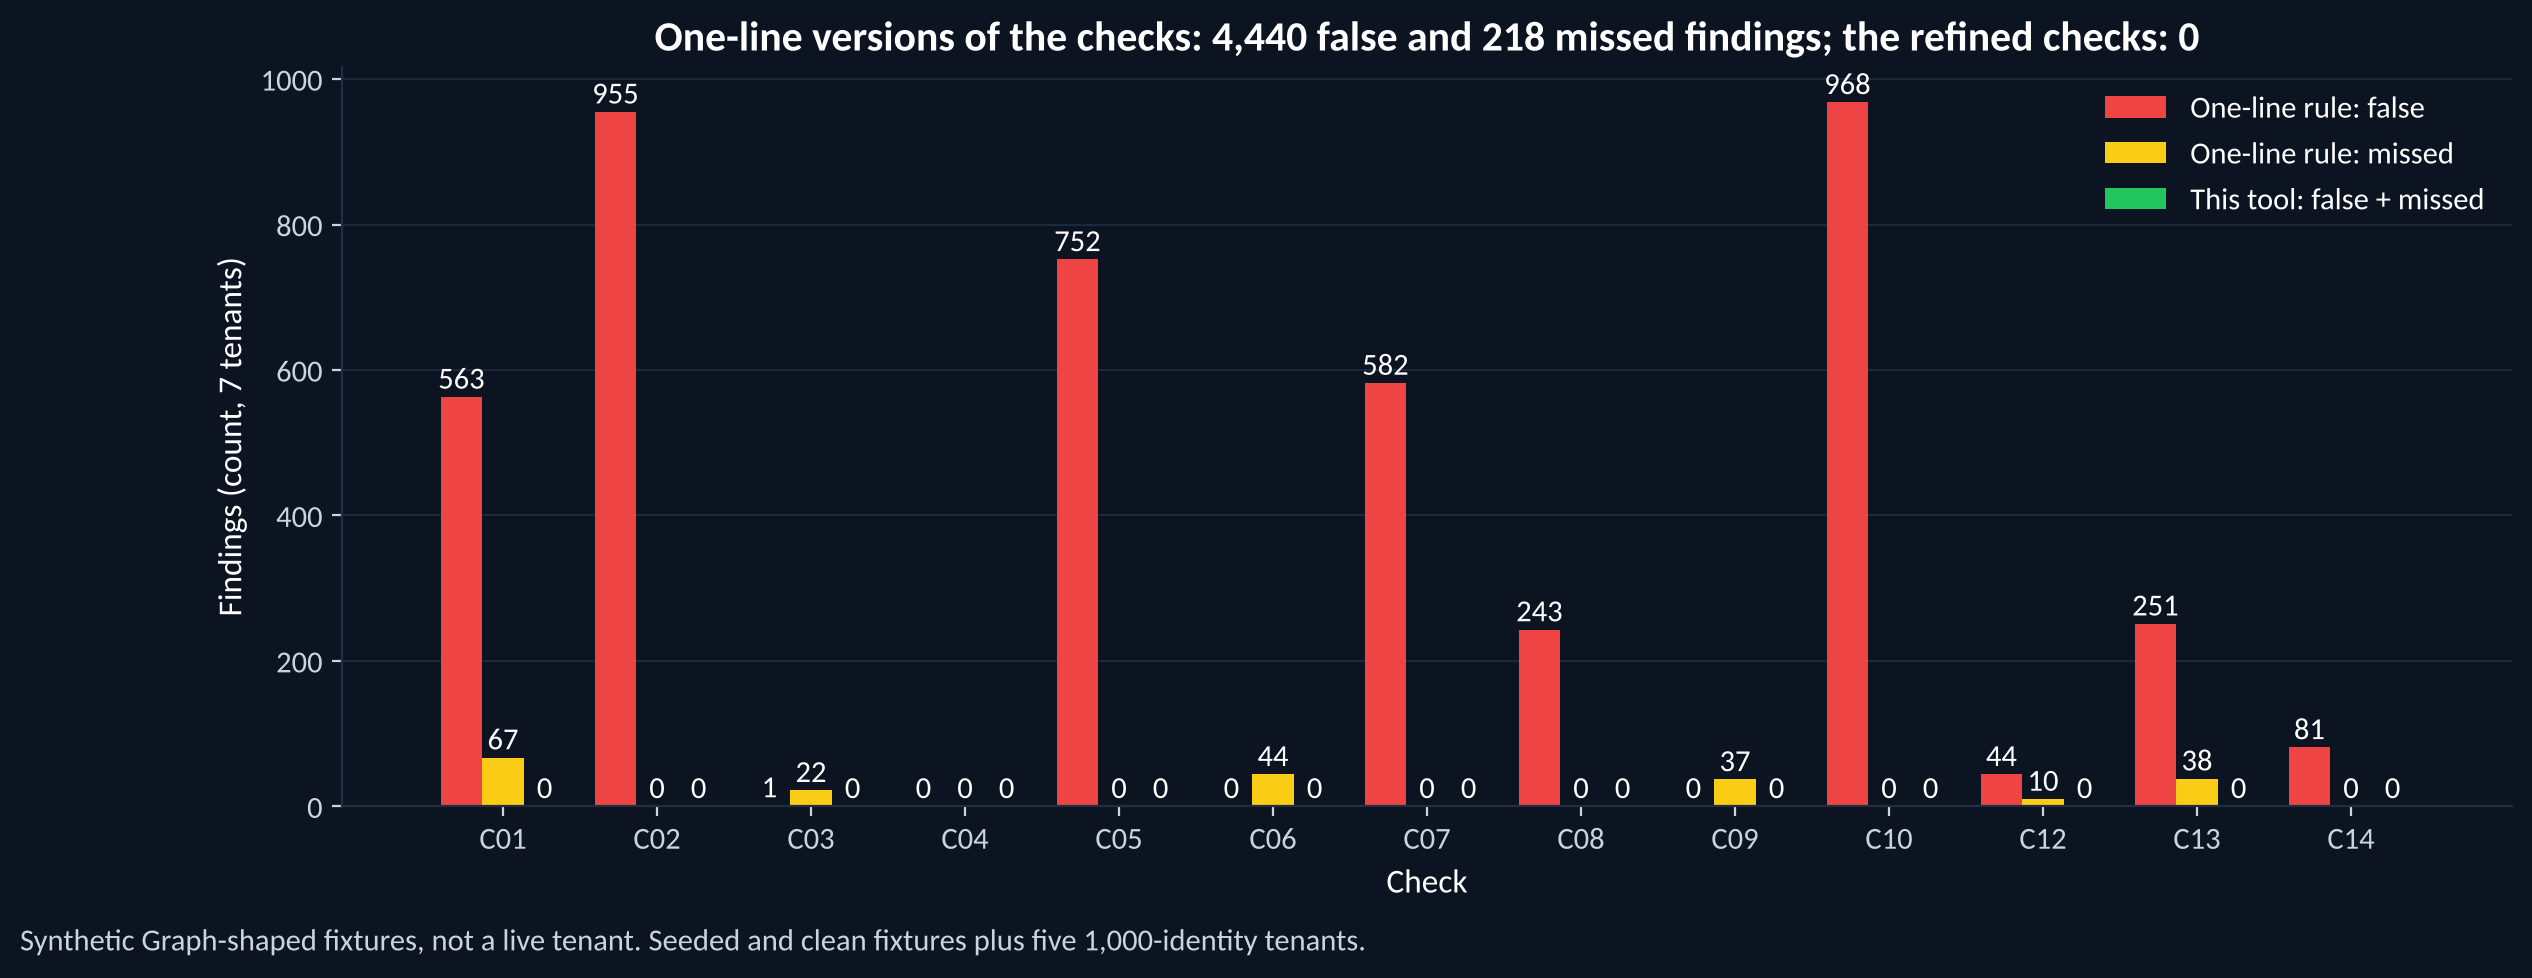 One-line versions of the checks: 4,440 false and 218 missed findings; the refined checks: 0
Findings (count, 7 tenants)
1000
800
600
400
200
0
One-line rule: false
One-line rule: missed
This tool: false + missed
563 67 0
955 0 0
1 22 0
0 0 0
752 0 0
0 44 0
582 0 0
243 0 0
0 37 0
968 0 0
44 10 0
251 38 0
81 0 0
C01 C02 C03 C04 C05 C06 C07 C08 C09 C10 C12 C13 C14
Check
Synthetic Graph-shaped fixtures, not a live tenant. Seeded and clean fixtures plus five 1,000-identity tenants.